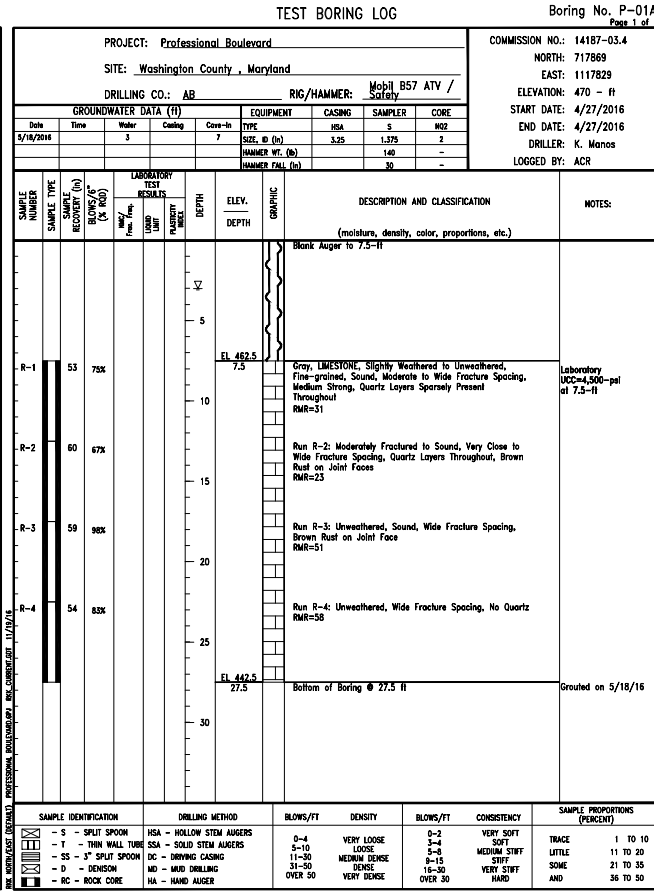 TEST BORING LOG
Boring No. P-01A
Page 1 of
PROJECT: Professional Boulevard
SITE: Washington County , Maryland
DRILLING CO.: AB
RIG/HAMMER: Mobil B57 ATV / Safety
COMMISSION NO.: 14187-03.4
NORTH: 717869
EAST: 1117829
ELEVATION: 470 - ft
START DATE: 4/27/2016
END DATE: 4/27/2016
DRILLER: K. Manos
LOGGED BY: ACR
GROUNDWATER DATA (ft)
Date Time Water Casing Cave-in
5/18/2016 3 7
EQUIPMENT CASING SAMPLER CORE
TYPE HSA S NQ2
SIZE, ID (in) 3.25 1.375 2
HAMMER WT. (lb) 140 -
HAMMER FALL (in) 30 -
SAMPLE NUMBER
SAMPLE TYPE
SAMPLE RECOVERY (in)
BLOWS/6" (% RQD)
LABORATORY TEST RESULTS
NMC/
LIQUID LIMIT
PLASTICITY INDEX
DEPTH
ELEV.
DEPTH
GRAPHIC
DESCRIPTION AND CLASSIFICATION
(moisture, density, color, proportions, etc.)
NOTES:
Blank Auger to 7.5-ft
5
EL 462.5
7.5
R-1 53 75%
Gray, LIMESTONE, Slightly Weathered to Unweathered,
Fine-grained, Sound, Moderate to Wide Fracture Spacing,
Medium Strong, Quartz Layers Sparsely Present
Throughout
RMR=31
Laboratory
UCC=4,500-psi
at 7.5-ft
10
R-2 60 67%
Run R-2: Moderately Fractured to Sound, Very Close to
Wide Fracture Spacing, Quartz Layers Throughout, Brown
Rust on Joint Faces
RMR=23
15
R-3 59 98%
Run R-3: Unweathered, Sound, Wide Fracture Spacing,
Brown Rust on Joint Face
RMR=51
20
R-4 54 83%
Run R-4: Unweathered, Wide Fracture Spacing, No Quartz
RMR=58
25
EL 442.5
27.5
Bottom of Boring @ 27.5 ft
Grouted on 5/18/16
30
RKK NORTH/EAST (DEFAULT) PROFESSIONAL BOULEVARD.GPJ RKK_CURRENT.GDT 11/19/16
SAMPLE IDENTIFICATION
- S - SPLIT SPOON
- T - THIN WALL TUBE
- SS - 3" SPLIT SPOON
- D - DENISON
- RC - ROCK CORE
DRILLING METHOD
HSA - HOLLOW STEM AUGERS
SSA - SOLID STEM AUGERS
DC - DRIVING CASING
MD - MUD DRILLING
HA - HAND AUGER
BLOWS/FT DENSITY
0-4 VERY LOOSE
5-10 LOOSE
11-30 MEDIUM DENSE
31-50 DENSE
OVER 50 VERY DENSE
BLOWS/FT CONSISTENCY
0-2 VERY SOFT
3-4 SOFT
5-8 MEDIUM STIFF
9-15 STIFF
16-30 VERY STIFF
OVER 30 HARD
SAMPLE PROPORTIONS
(PERCENT)
TRACE 1 TO 10
LITTLE 11 TO 20
SOME 21 TO 35
AND 36 TO 50